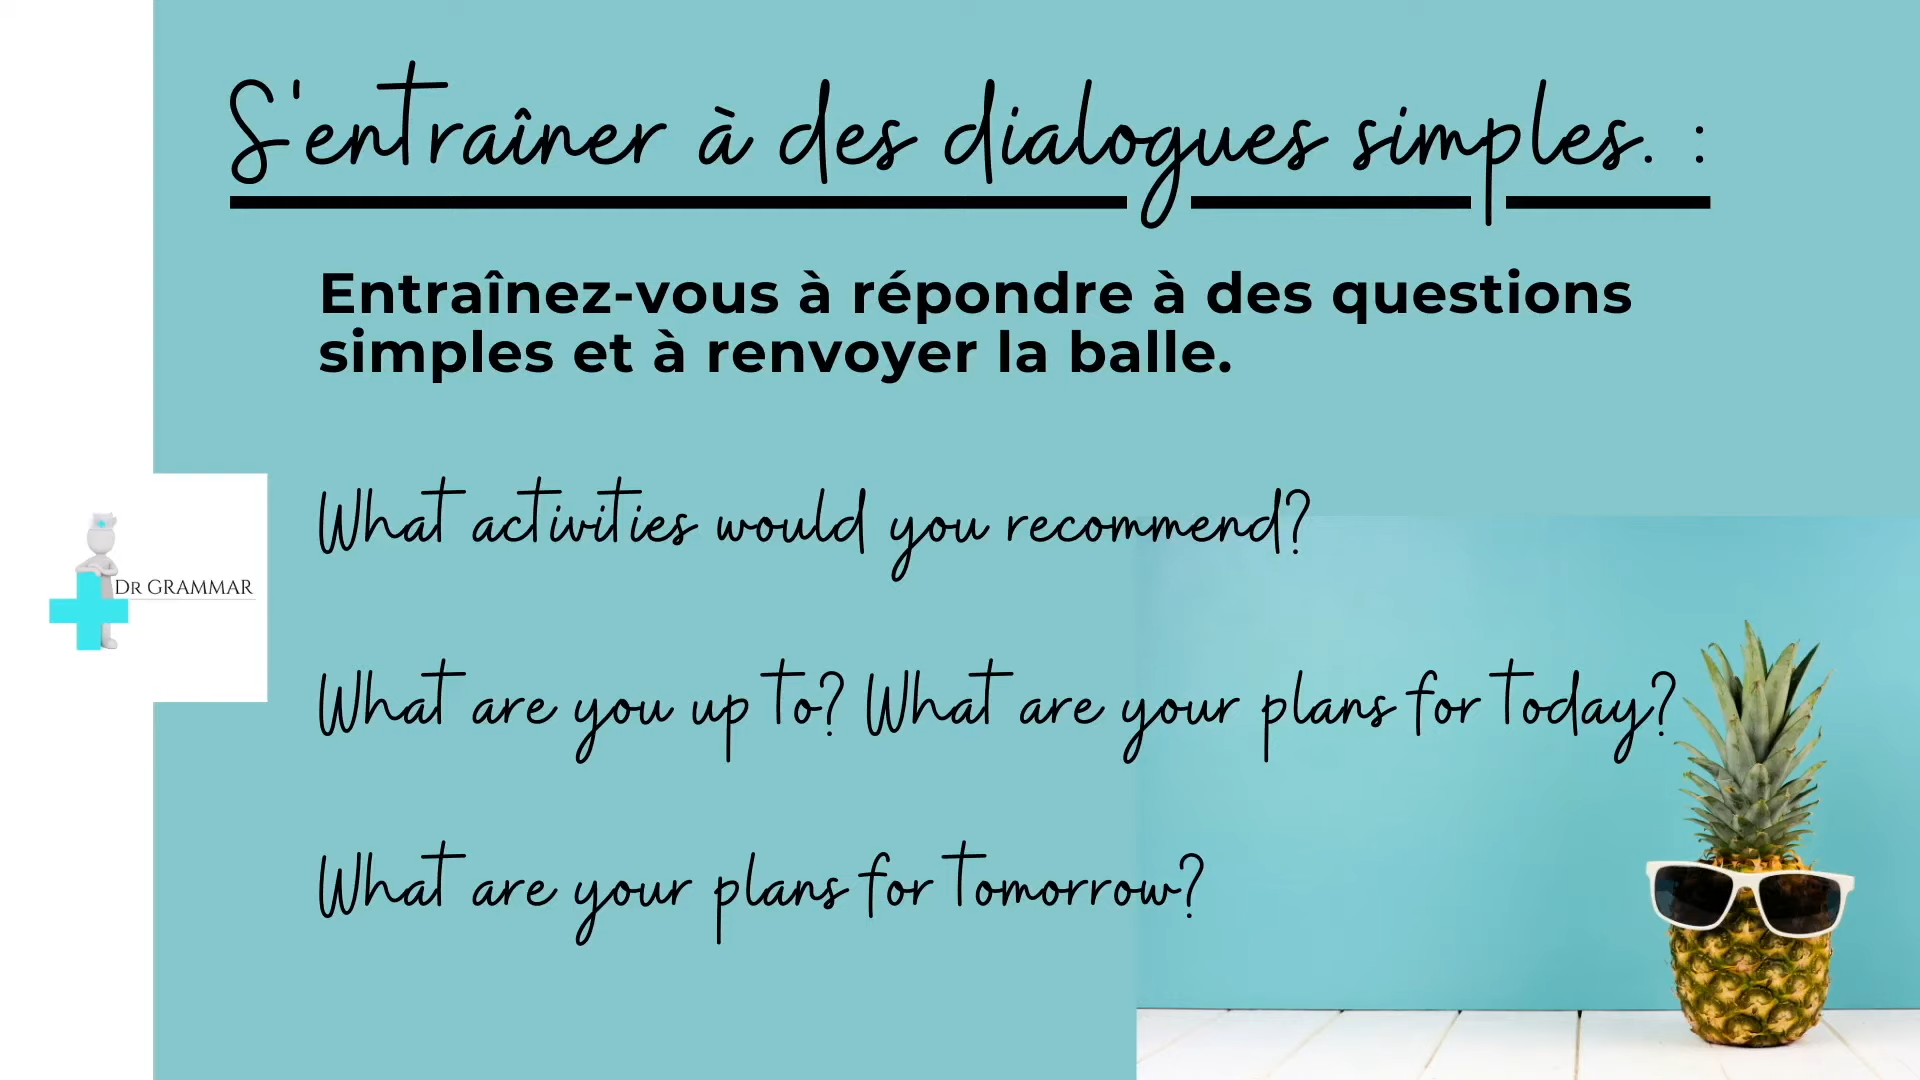 S'entraîner à des dialogues simples. :
Entraînez-vous à répondre à des questions
simples et à renvoyer la balle.
What activities would you recommend?
DR GRAMMAR
What are you up to? What are your plans for today?
What are your plans for tomorrow?